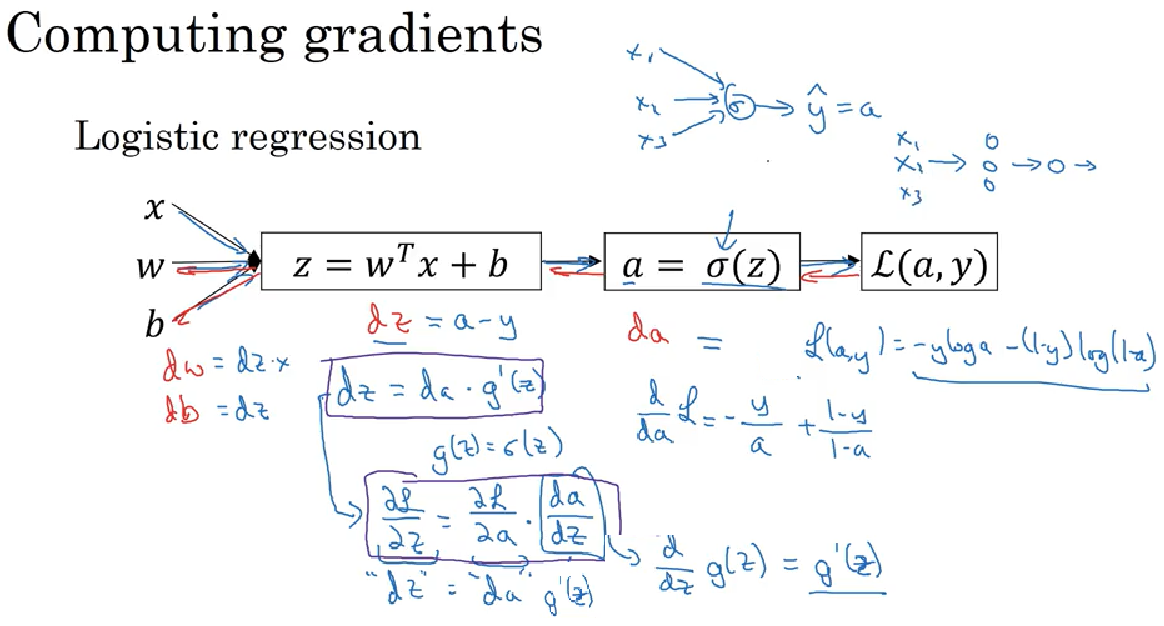 Computing gradients
x₁
x₂
x₃
σ
ŷ = a
Logistic regression
x₁
x₂
x₃
x
w
b
z = wᵀx + b
a = σ(z)
ℒ(a, y)
dz = a - y
da =
ℒ(a,y) = -y log a - (1-y) log(1-a)
dw = dz·x
db = dz
dz = da · g'(z)
d/da ℒ = - y/a + 1-y/1-a
g(z) = σ(z)
∂ℒ/∂z = ∂ℒ/∂a · da/dz
d/dz g(z) = g'(z)
"dz" = "da" g'(z)